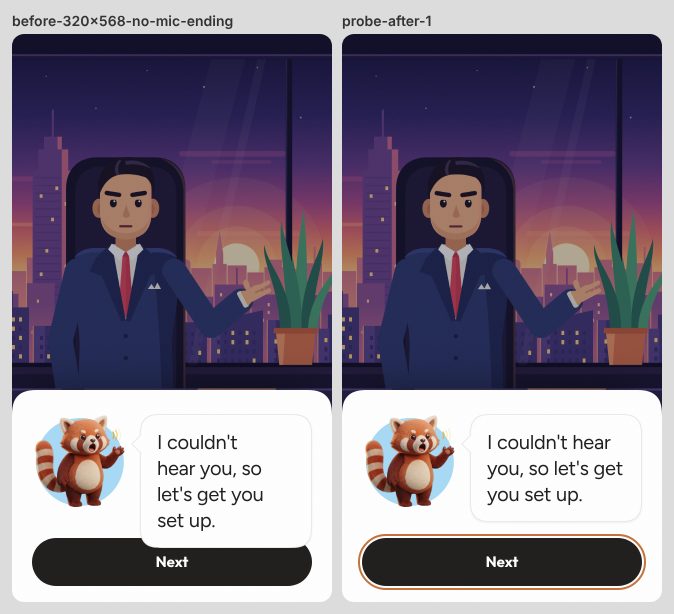 before-320×568-no-mic-ending
probe-after-1
I couldn't
hear you, so
let's get you
set up.
Next
I couldn't hear
you, so let's get
you set up.
Next